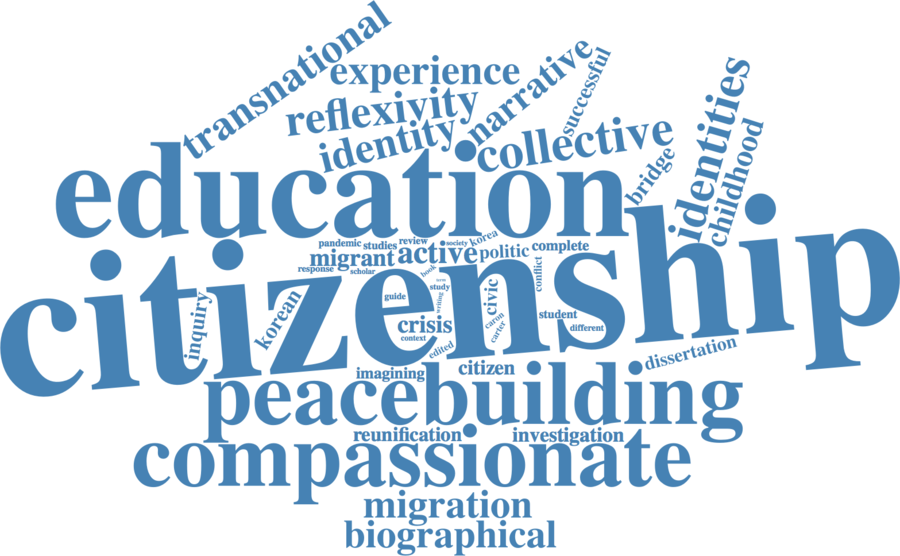 transnational
experience
narrative
successful
reflexivity
identity
collective
identities
childhood
bridge
education
pandemic
studies
review
society
korea
migrant
active
politic
complete
response
scholar
book
conflict
citizenship
guide
study
writing
civic
inquiry
korean
crisis
context
caron
carter
student
different
edited
imagining
citizen
dissertation
peacebuilding
reunification
investigation
compassionate
migration
biographical